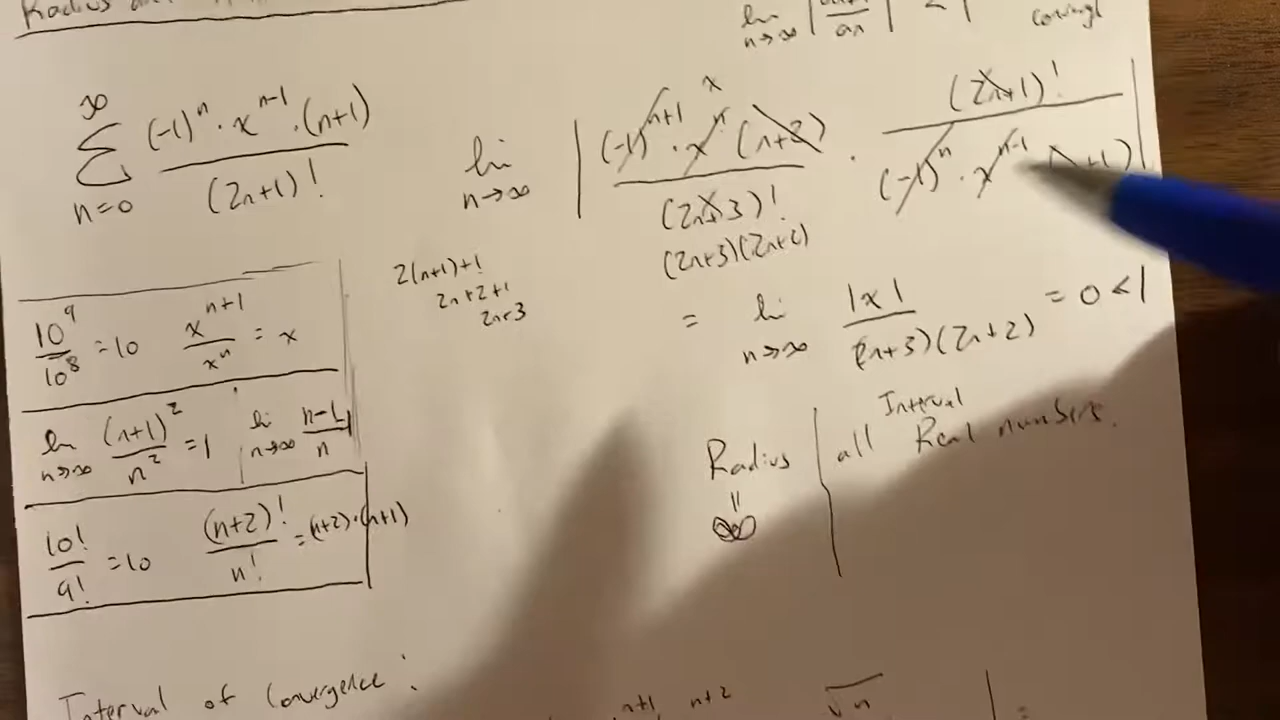 Radius and
lim n→∞ | an | < 1
converge
∞ Σ n=0 (-1)^n · x^(n-1) · (n+1) / (2n+1)!
lim n→∞ | (-1)^(n+1) · x^n (n+2) / (2n+3)! · (2n+1)! / (-1)^n · x^(n-1) (n+1) |
x
(2n+3)(2n+2)
2(n+1)+1
2n+2+1
2n+3
= lim n→∞ |x| / (2n+3)(2n+2) = 0 < 1
10^9 / 10^8 = 10 x^(n+1) / x^n = x
lim n→∞ (n+1)^2 / n^2 = 1 lim n→∞ n-1 / n
10! / 9! = 10 (n+2)! / n! = (n+2)·(n+1)
Radius = ∞
Interval
all Real numbers.
Interval of Convergence:
n+1 n+2 √n | =